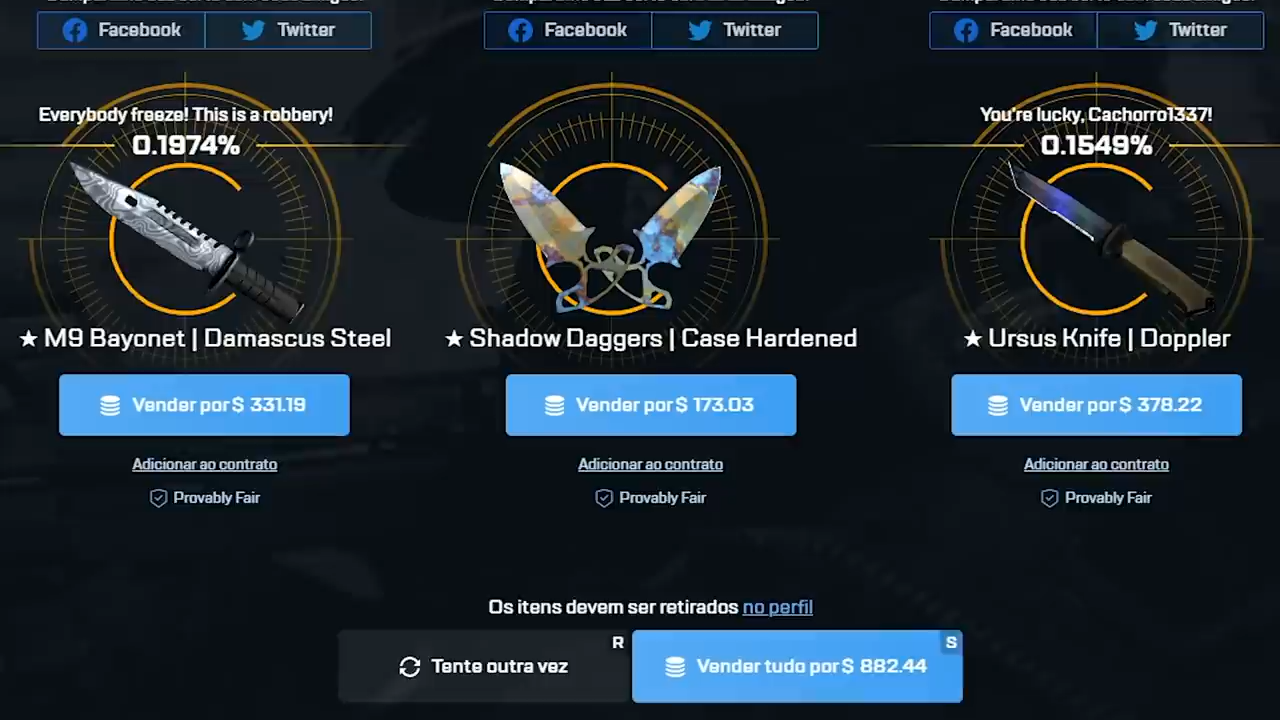 Facebook
Twitter
Facebook
Twitter
Facebook
Twitter
Everybody freeze! This is a robbery!
0.1974%
You're lucky, Cachorro1337!
0.1549%
★ M9 Bayonet | Damascus Steel
★ Shadow Daggers | Case Hardened
★ Ursus Knife | Doppler
Vender por $ 331.19
Vender por $ 173.03
Vender por $ 378.22
Adicionar ao contrato
Adicionar ao contrato
Adicionar ao contrato
Provably Fair
Provably Fair
Provably Fair
Os itens devem ser retirados no perfil
Tente outra vez R
Vender tudo por $ 882.44 S